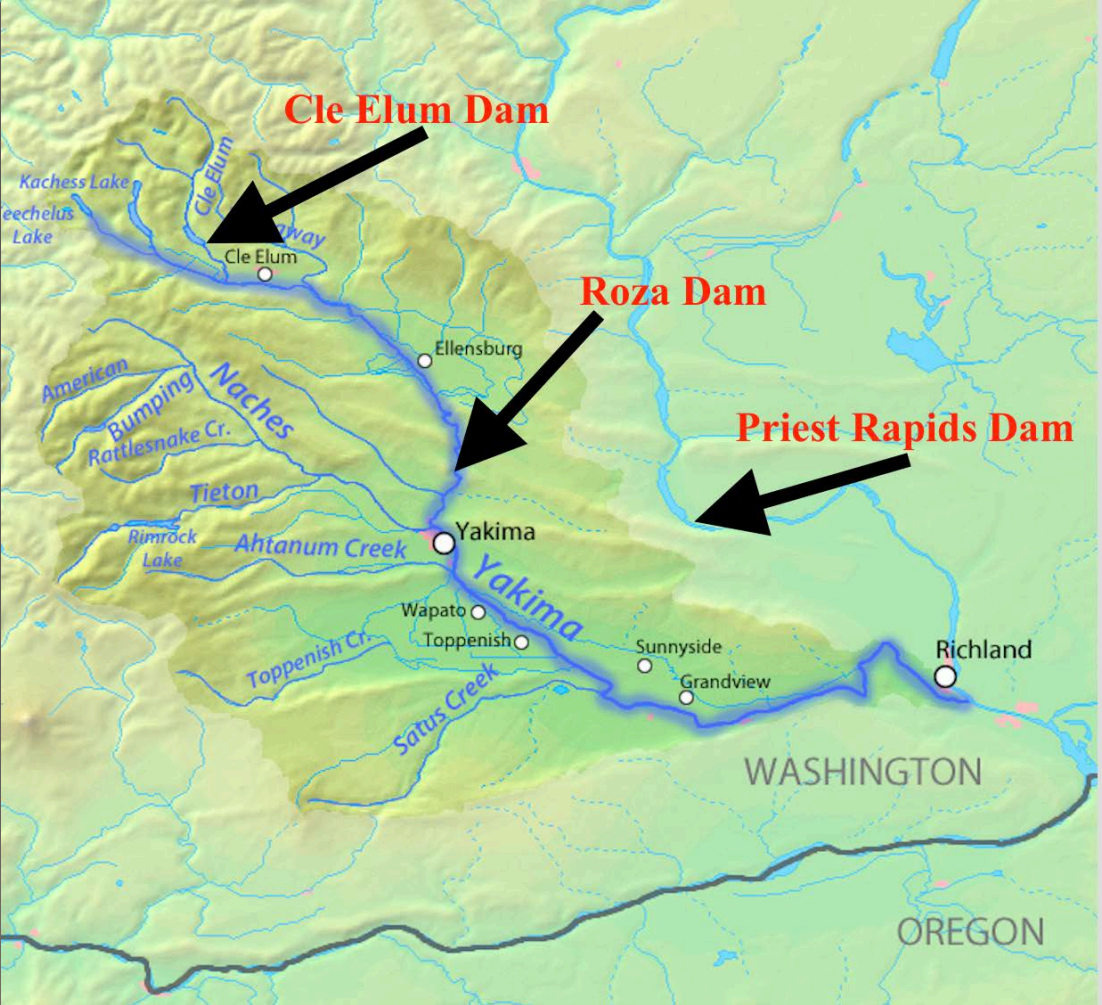 Cle Elum Dam
Kachess Lake
Cle Elum
eechelus
Lake
away
Cle Elum
Roza Dam
Ellensburg
American
Bumping
Naches
Rattlesnake Cr.
Priest Rapids Dam
Tieton
Rimrock
Lake
Ahtanum Creek
Yakima
Yakima
Wapato
Toppenish
Toppenish Cr.
Satus Creek
Sunnyside
Grandview
Richland
WASHINGTON
OREGON